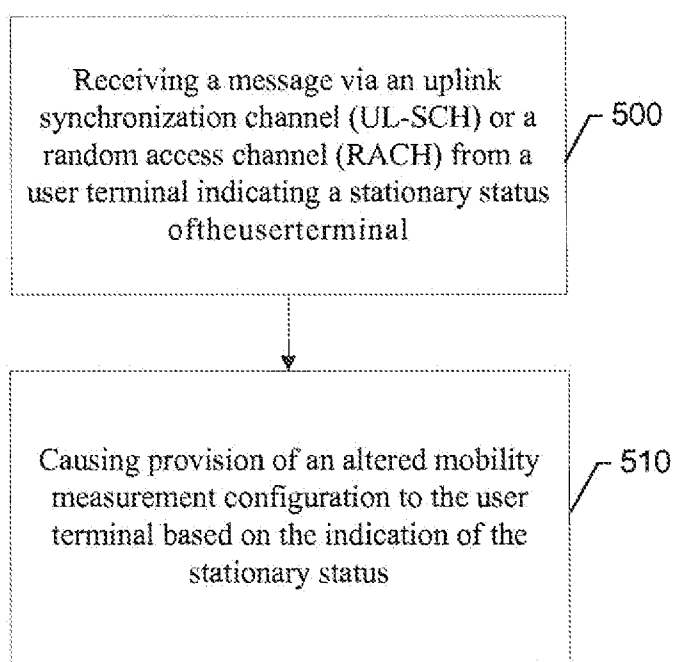 Receiving a message via an uplink
synchronization channel (UL-SCH) or a
random access channel (RACH) from a
user terminal indicating a stationary status
oftheuserterminal
500
Causing provision of an altered mobility
measurement configuration to the user
terminal based on the indication of the
stationary status
510